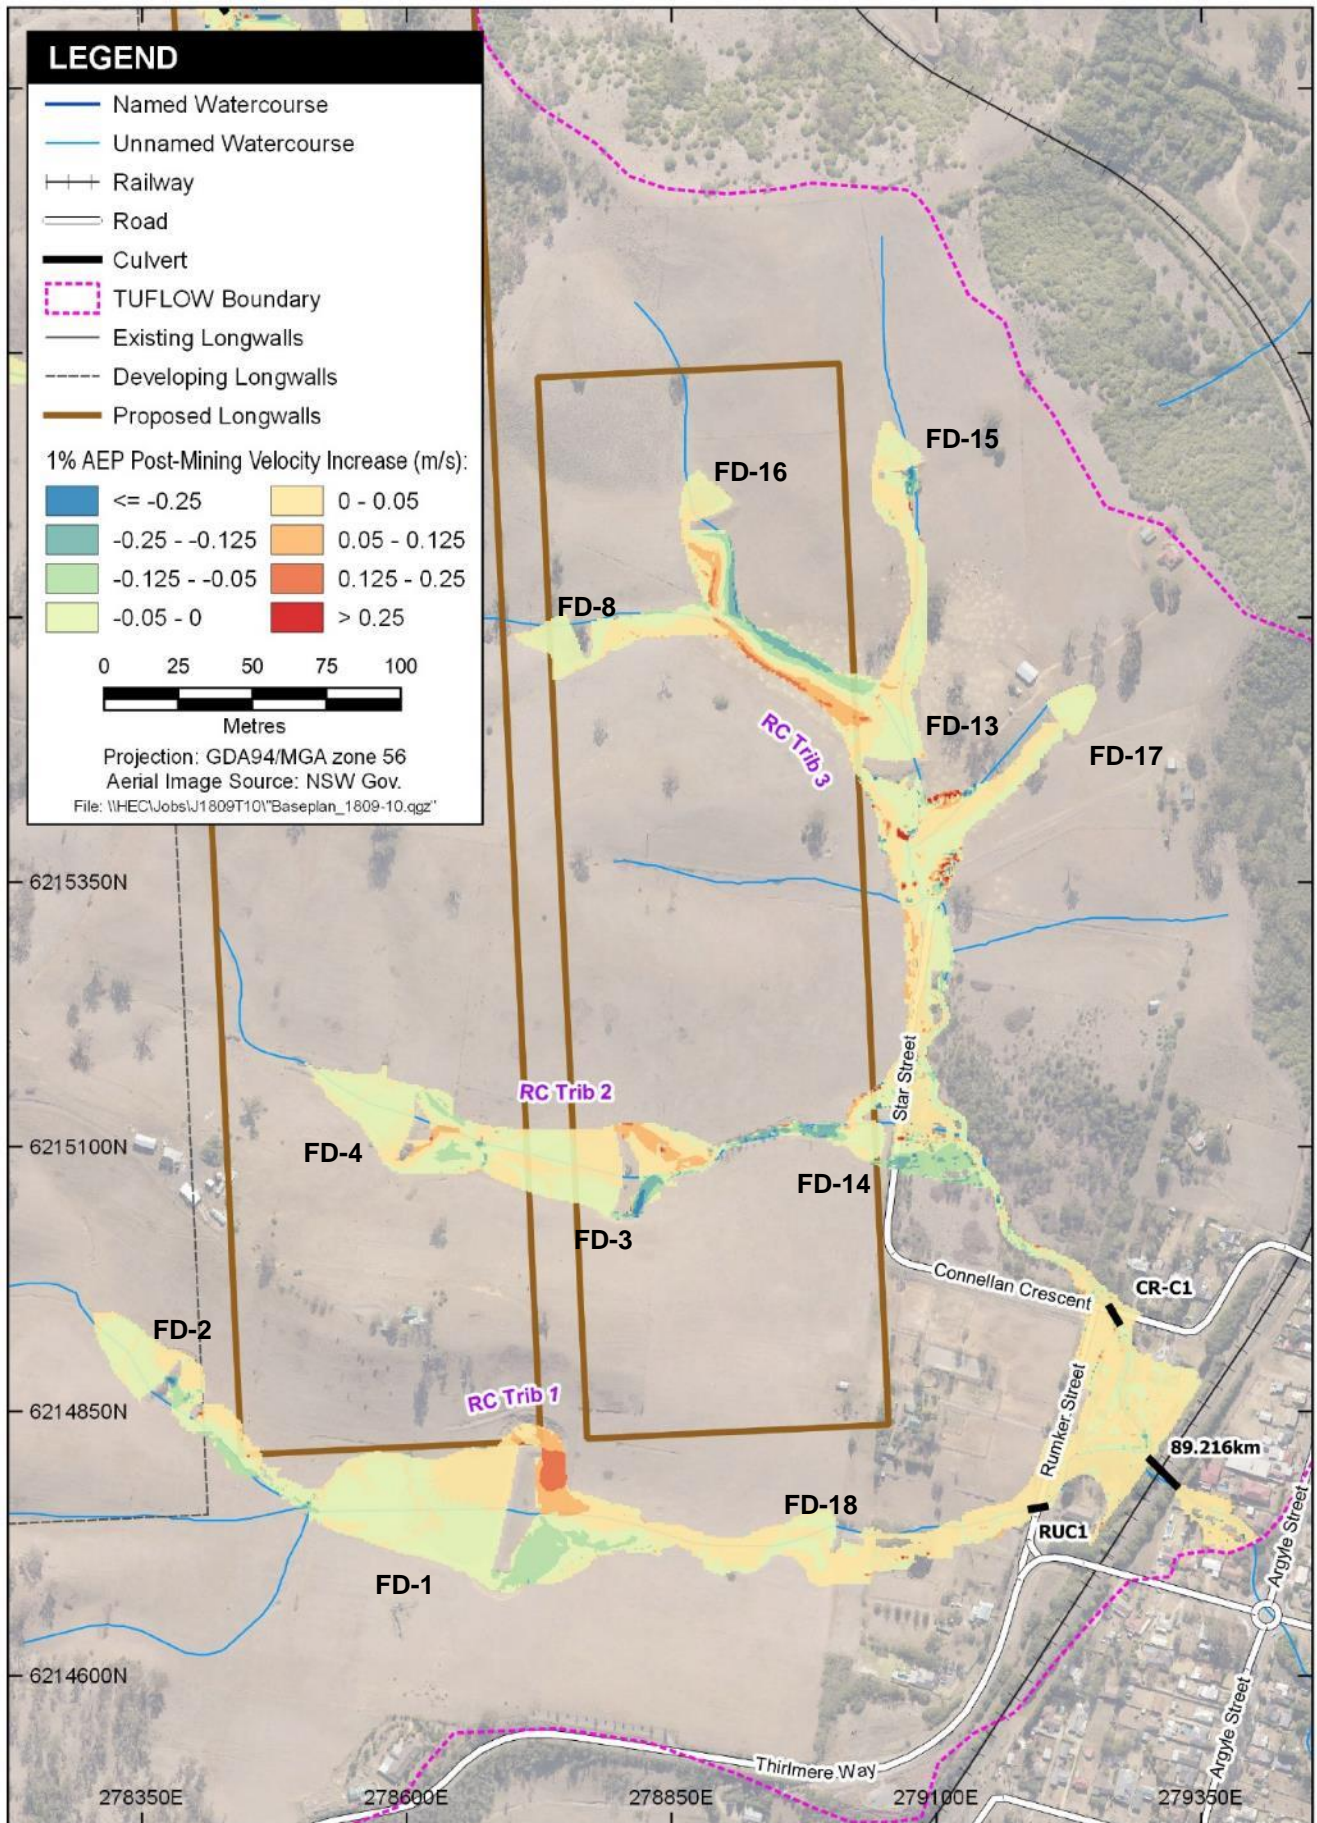 LEGEND
Named Watercourse
Unnamed Watercourse
Railway
Road
Culvert
TUFLOW Boundary
Existing Longwalls
Developing Longwalls
Proposed Longwalls
1% AEP Post-Mining Velocity Increase (m/s):
<= -0.25
0 - 0.05
-0.25 - -0.125
0.05 - 0.125
-0.125 - -0.05
0.125 - 0.25
-0.05 - 0
> 0.25
0 25 50 75 100
Metres
Projection: GDA94/MGA zone 56
Aerial Image Source: NSW Gov.
File: \\HEC\Jobs\J1809T10\"Baseplan_1809-10.qgz"
FD-15
FD-16
FD-8
RC Trib 3
FD-13
FD-17
6215350N
Star Street
RC Trib 2
6215100N
FD-4
FD-14
FD-3
Connellan Crescent
CR-C1
FD-2
RC Trib 1
6214850N
Rumker Street
89.216km
FD-18
RUC1
Argyle Street
FD-1
6214600N
Argyle Street
Thirlmere Way
278350E
278600E
278850E
279100E
279350E